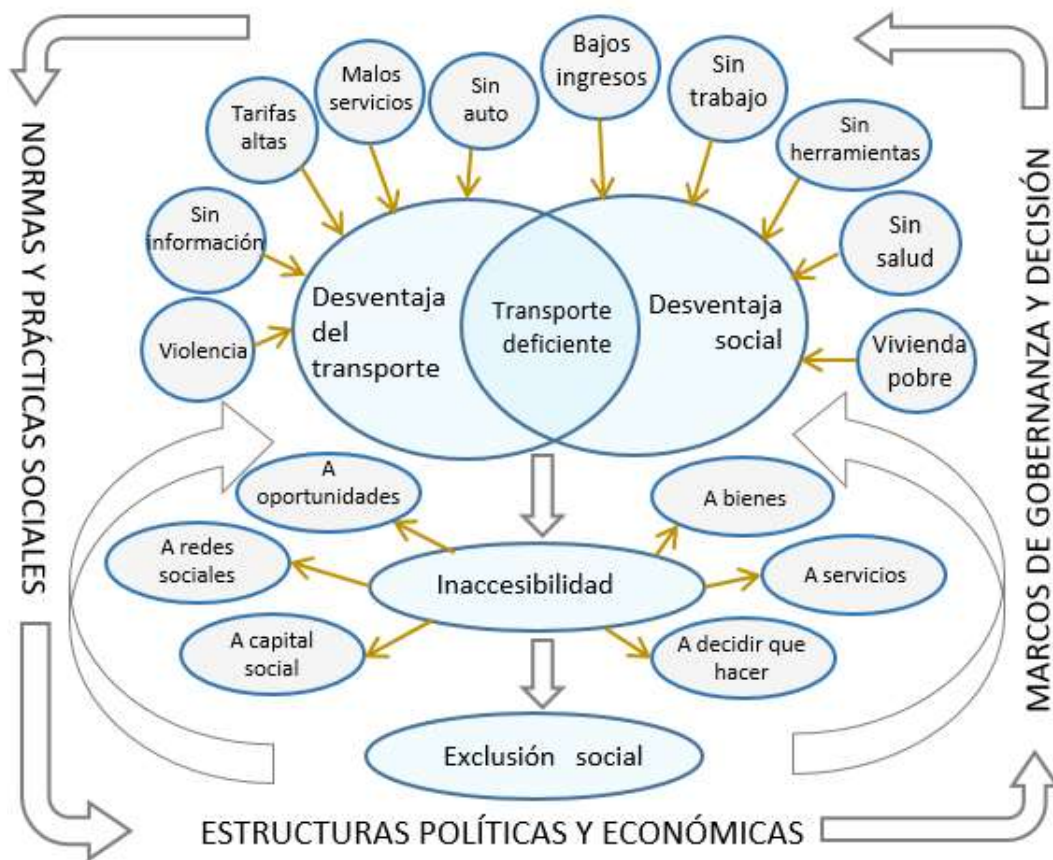 Bajos
ingresos
Malos
servicios
Sin
auto
Sin
trabajo
Tarifas
altas
Sin
herramientas
Sin
información
Sin
salud
Violencia
Vivienda
pobre
Desventaja
del
transporte
Transporte
deficiente
Desventaja
social
NORMAS Y PRÁCTICAS SOCIALES
MARCOS DE GOBERNANZA Y DECISIÓN
A
oportunidades
A bienes
A redes
sociales
Inaccesibilidad
A servicios
A capital
social
A decidir que
hacer
Exclusión social
ESTRUCTURAS POLÍTICAS Y ECONÓMICAS